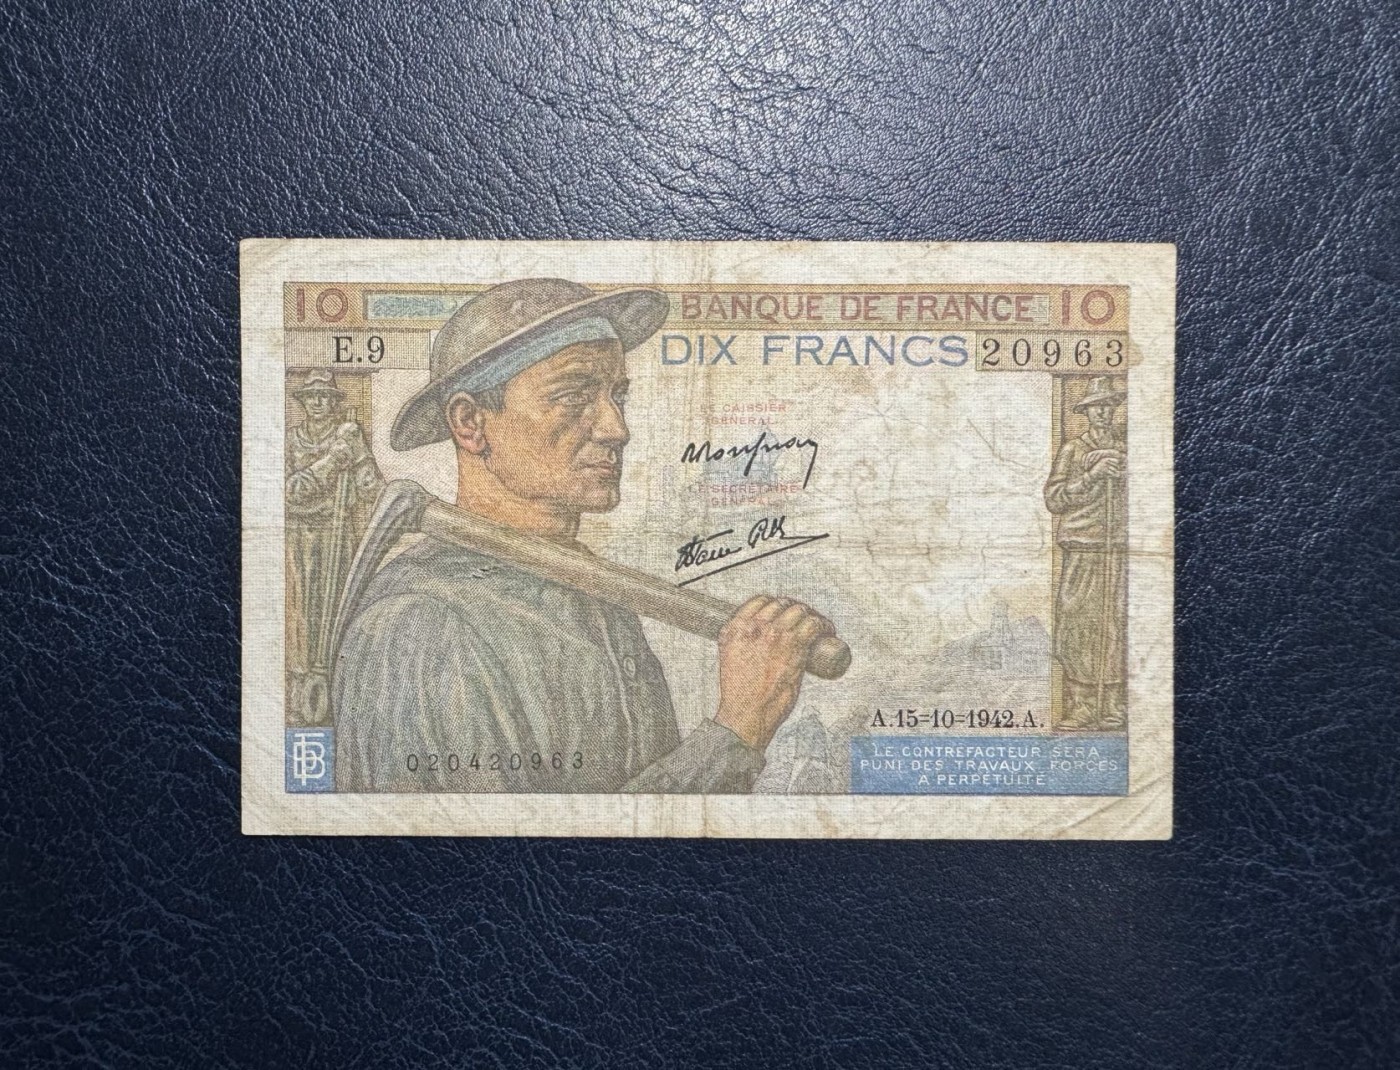 10 BANQUE DE FRANCE 10
E.9 DIX FRANCS 20963
LE CAISSIER
GÉNÉRAL
LE SECRÉTAIRE
GÉNÉRAL
A.15=10=1942.A.
020420963
LE CONTREFACTEUR SERA
PUNI DES TRAVAUX FORCÉS
A PERPÉTUITÉ